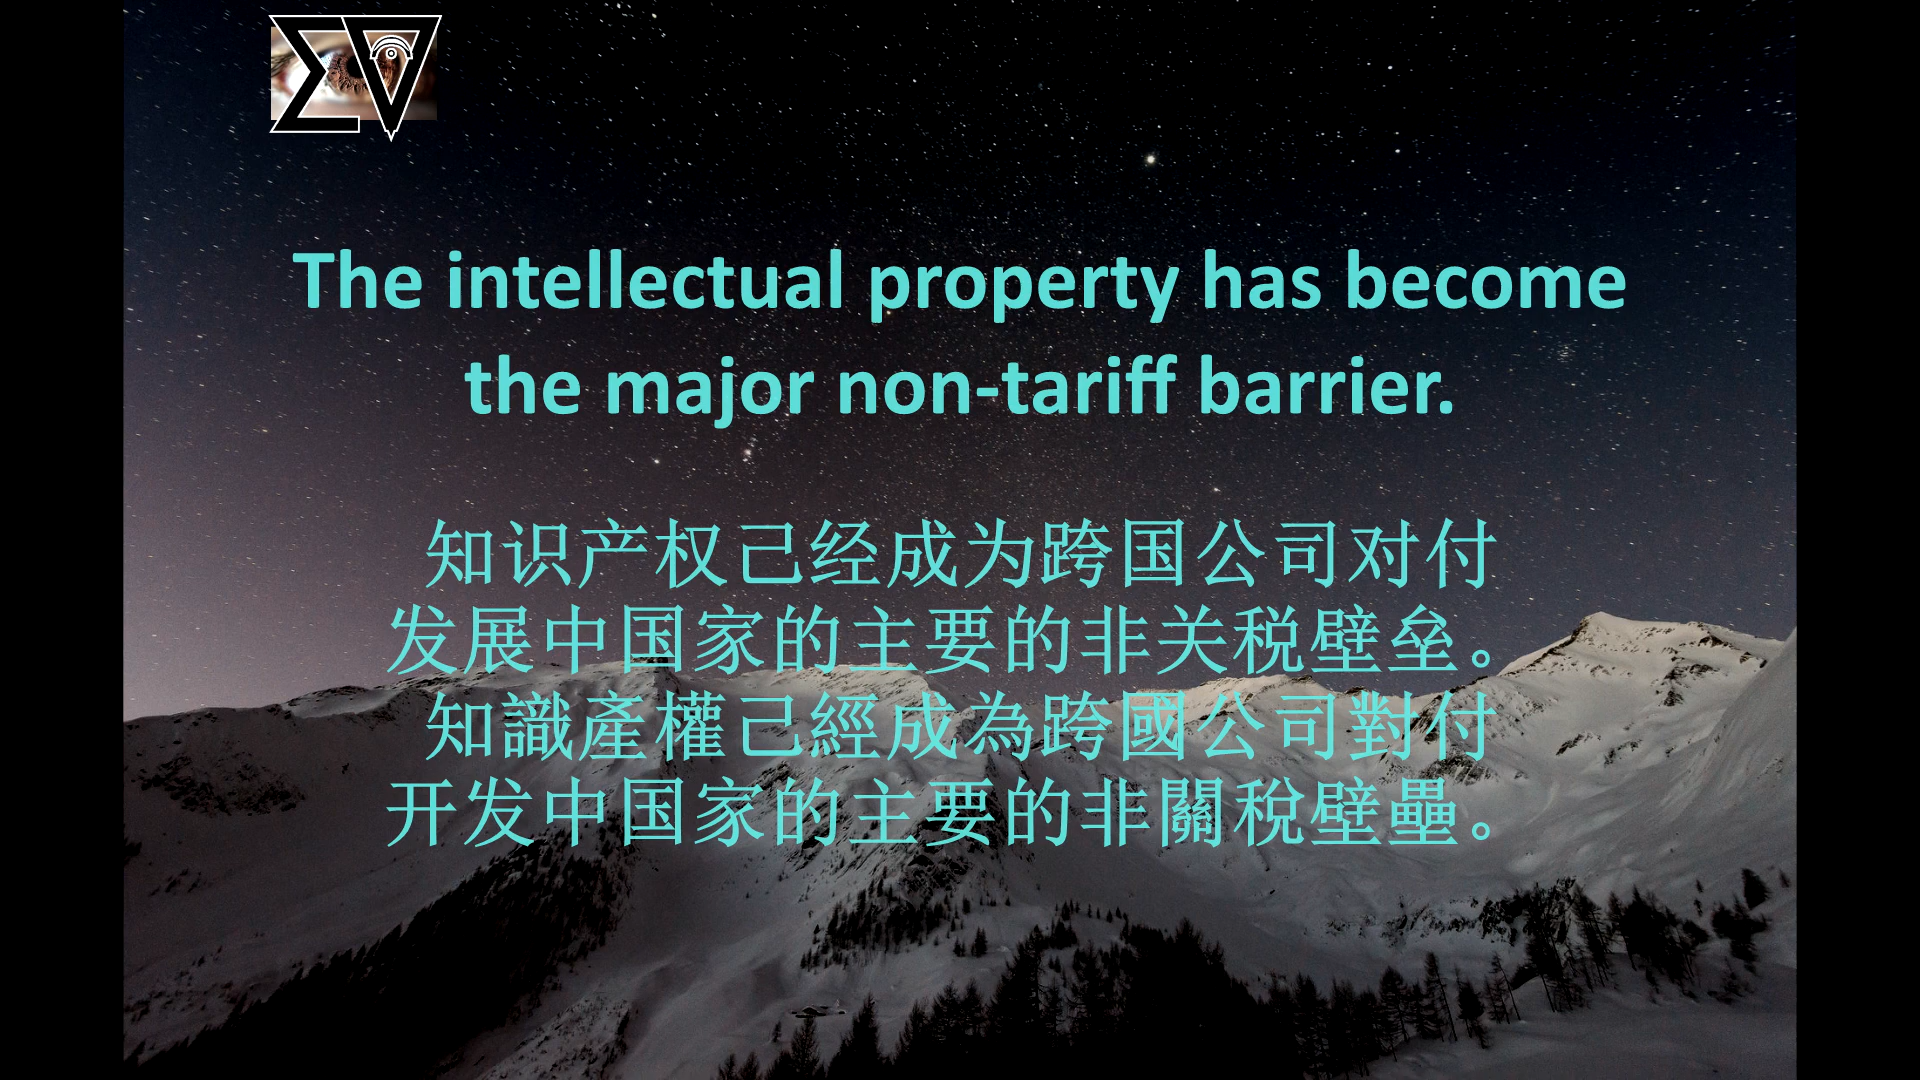 The intellectual property has become
the major non-tariff barrier.
知识产权己经成为跨国公司对付
发展中国家的主要的非关税壁垒。
知識產權己經成為跨國公司對付
开发中国家的主要的非關稅壁壘。